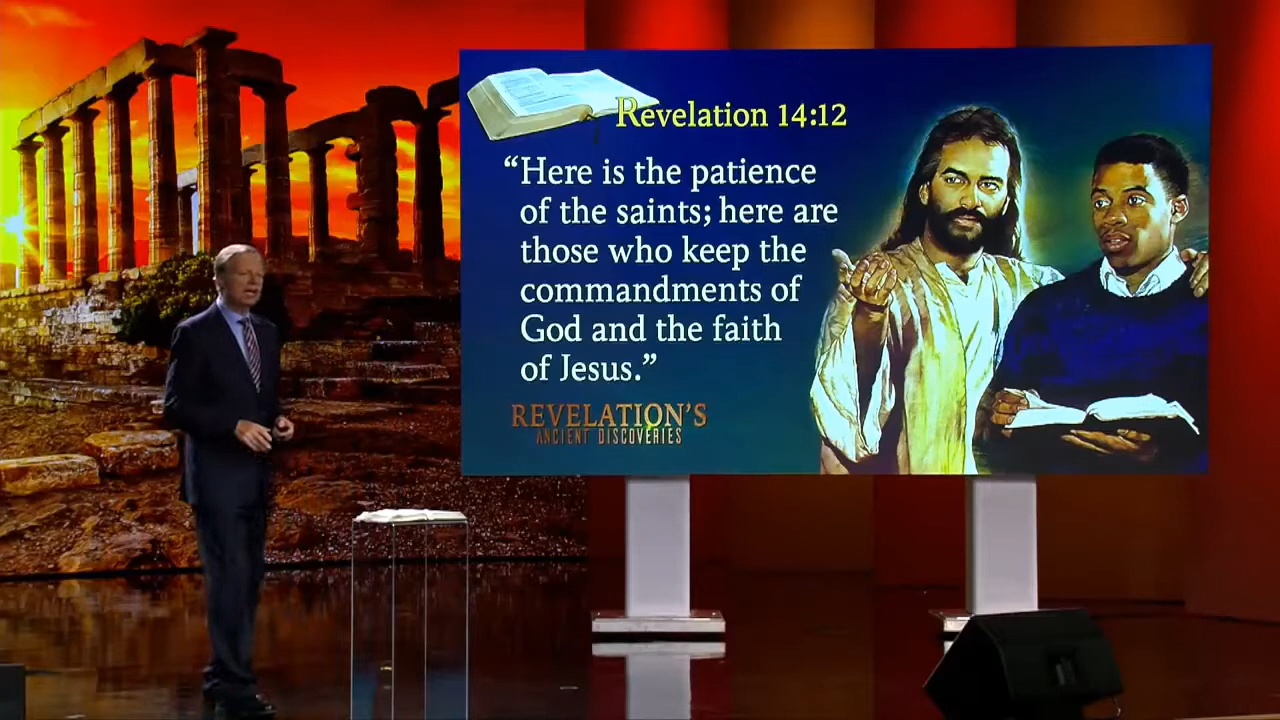 Revelation 14:12
“Here is the patience
of the saints; here are
those who keep the
commandments of
God and the faith
of Jesus.”
REVELATION'S
ANCIENT DISCOVERIES